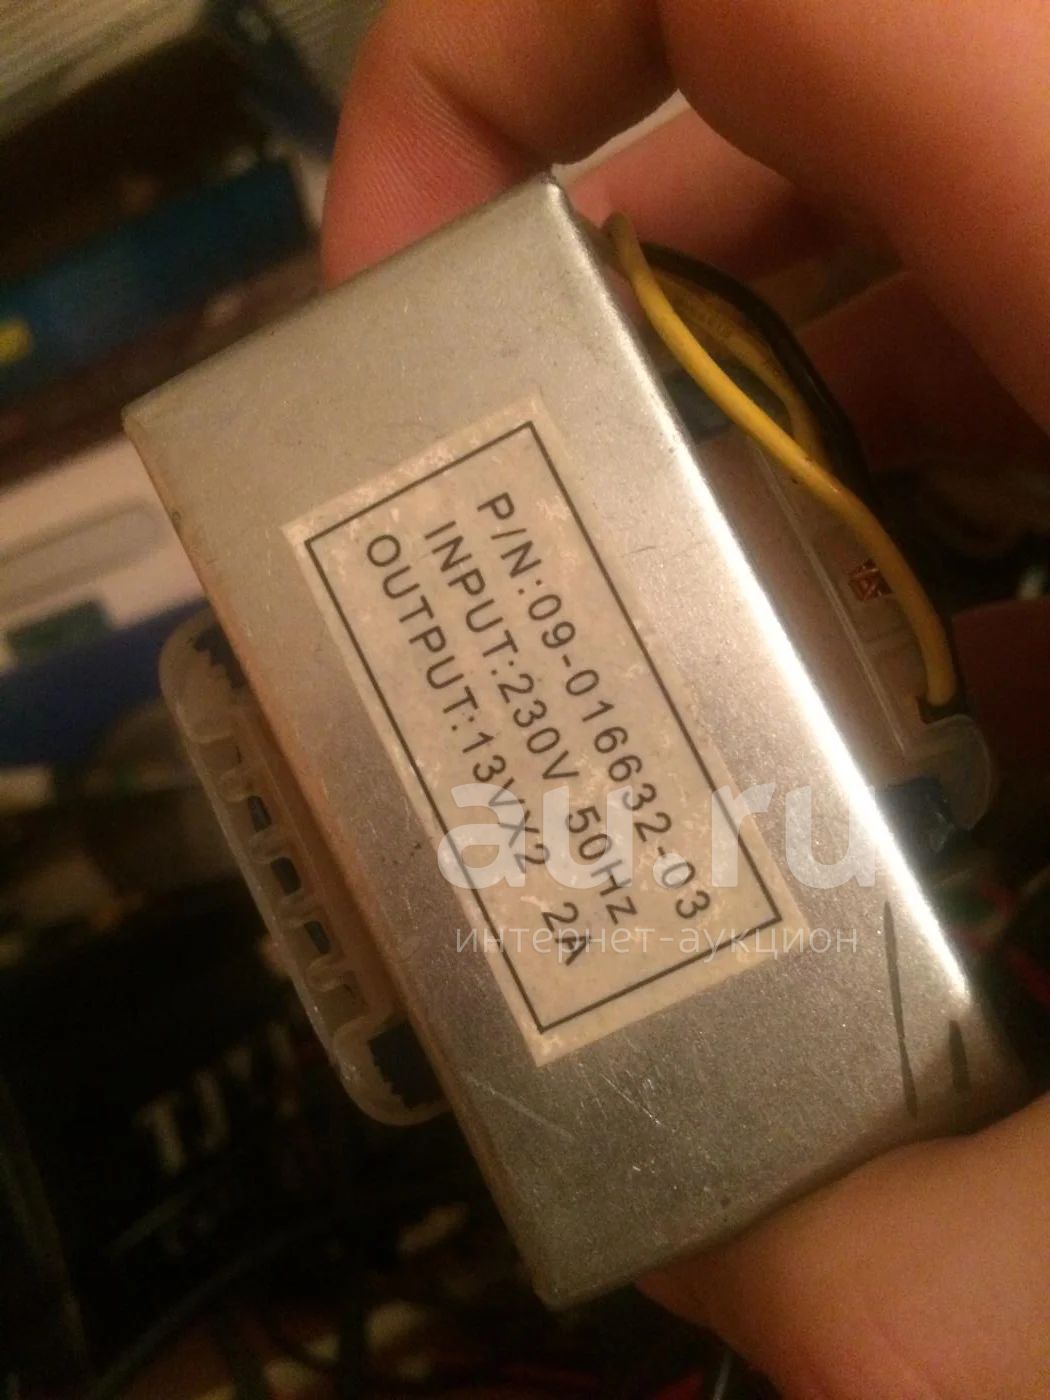 P/N:09-016632-03
INPUT:230V 50Hz
OUTPUT:13VX2 2A
au.ru
интернет-аукцион